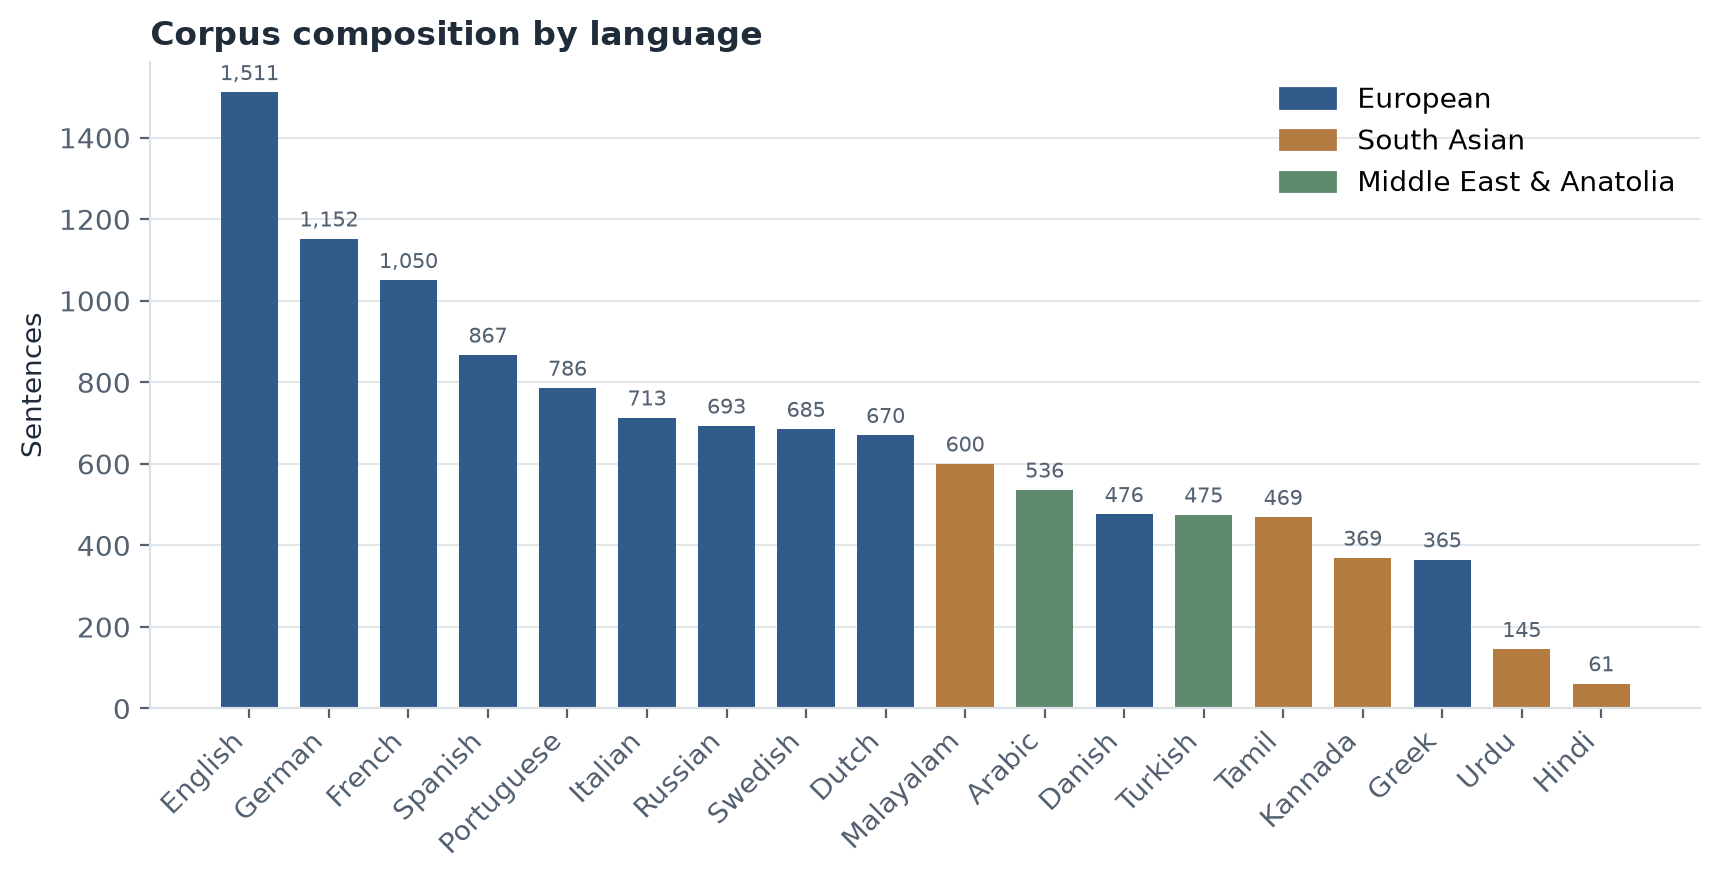 Corpus composition by language
1,511
1,152
1,050
867
786
713
693
685
670
600
536
476
475
469
369
365
145
61
European
South Asian
Middle East & Anatolia
Sentences
1400
1200
1000
800
600
400
200
0
English
German
French
Spanish
Portuguese
Italian
Russian
Swedish
Dutch
Malayalam
Arabic
Danish
Turkish
Tamil
Kannada
Greek
Urdu
Hindi